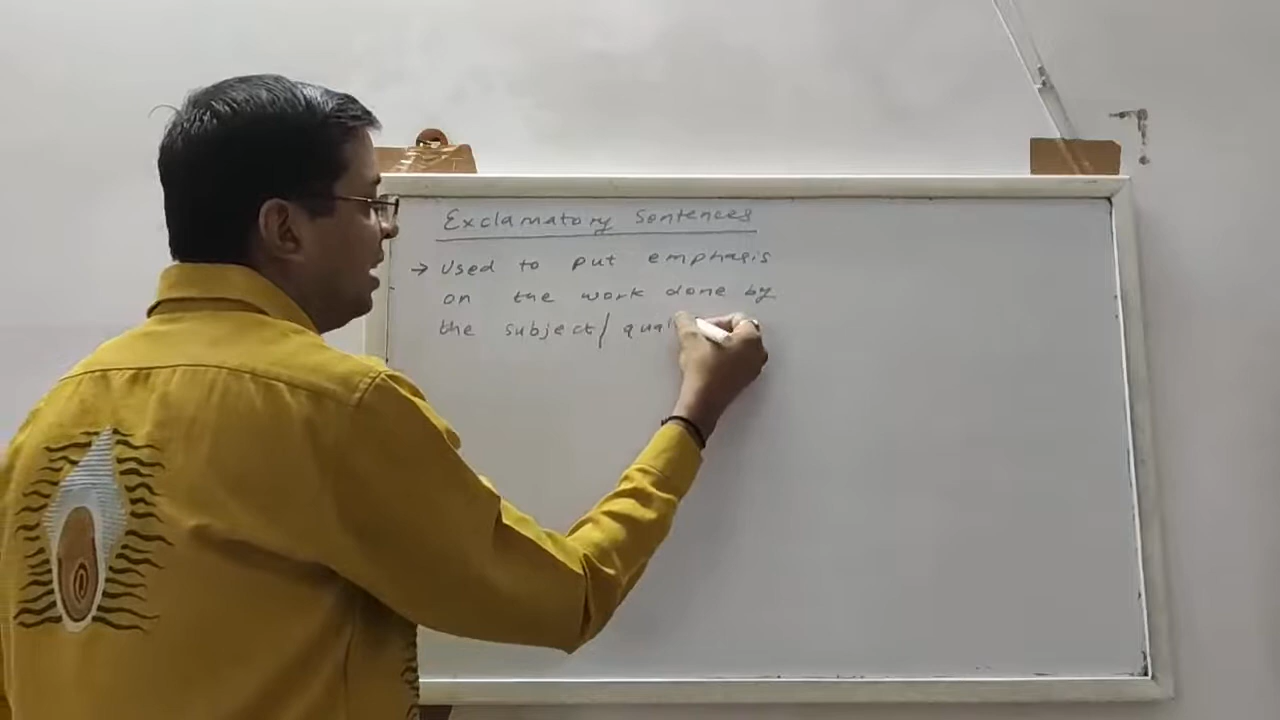 Exclamatory Sentences
→ Used to put emphasis
on the work done by
the subject/